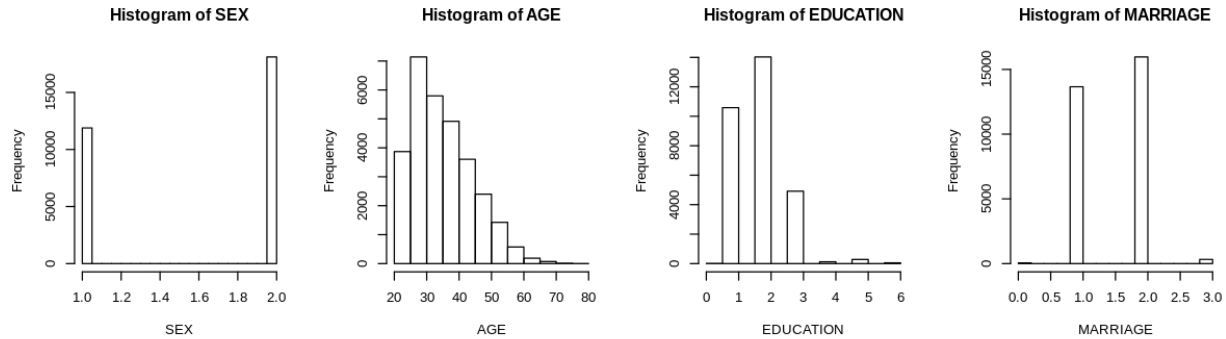 Histogram of SEX
Frequency
0
5000
10000
15000
1.0 1.2 1.4 1.6 1.8 2.0
SEX
Histogram of AGE
Frequency
0
2000
4000
6000
20 30 40 50 60 70 80
AGE
Histogram of EDUCATION
Frequency
0
4000
8000
12000
0 1 2 3 4 5 6
EDUCATION
Histogram of MARRIAGE
Frequency
0
5000
10000
15000
0.0 0.5 1.0 1.5 2.0 2.5 3.0
MARRIAGE